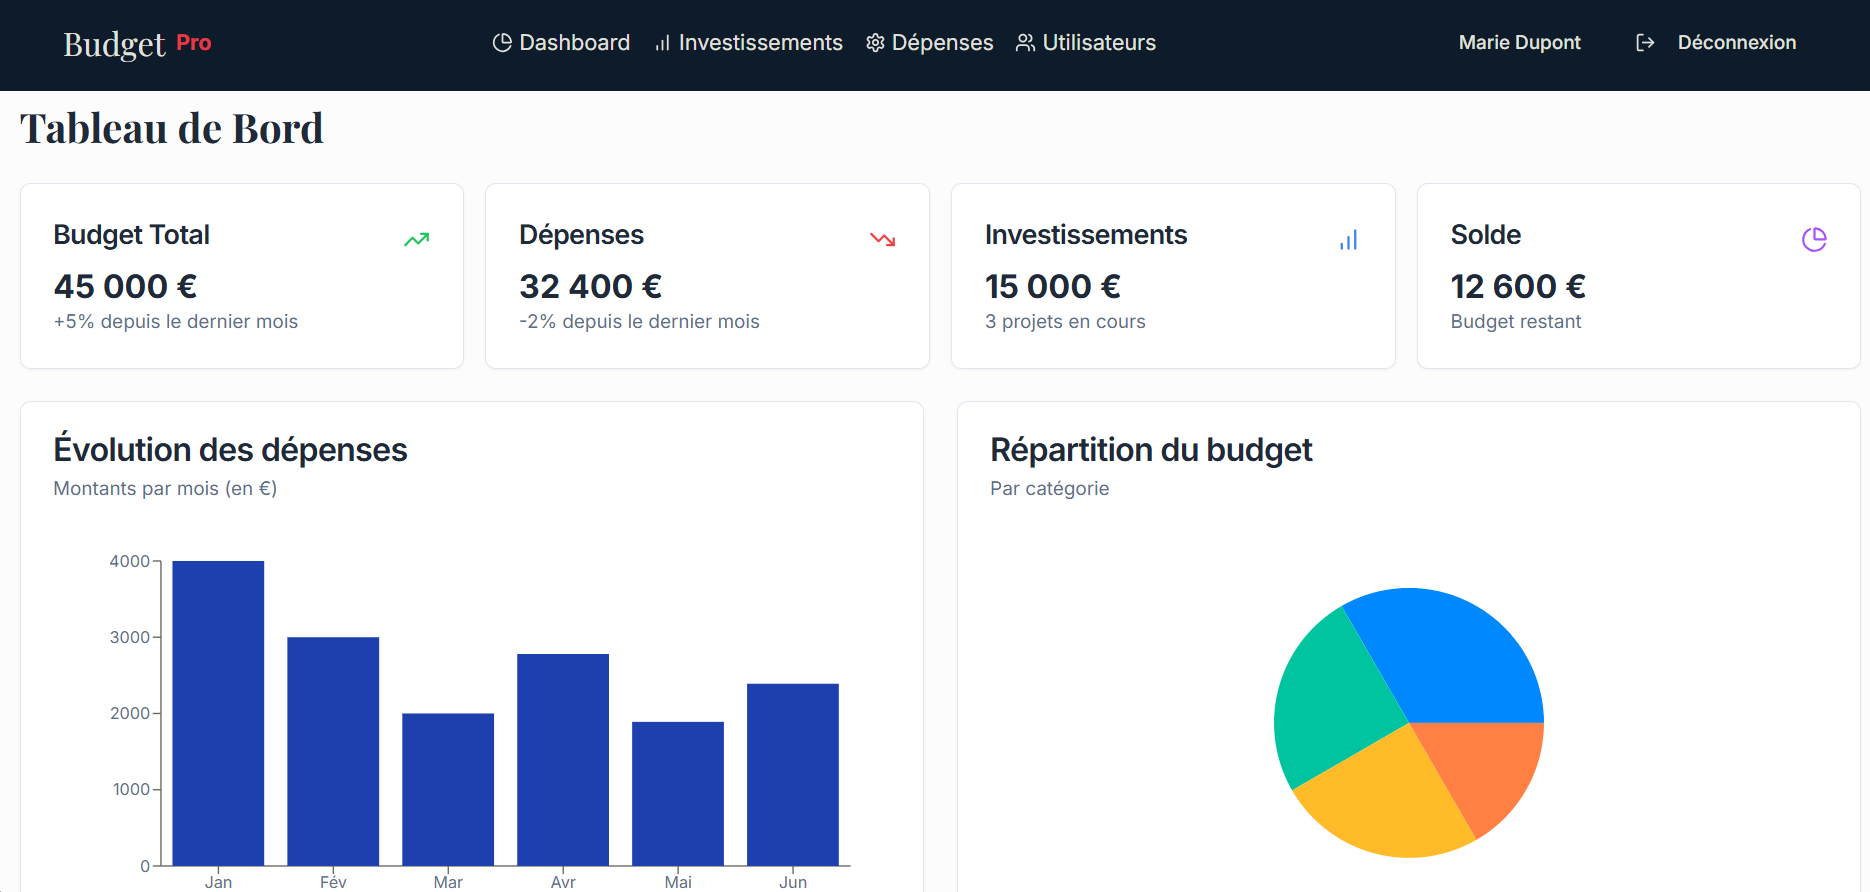 Budget Pro
Dashboard
Investissements
Dépenses
Utilisateurs
Marie Dupont
Déconnexion
Tableau de Bord
Budget Total
45 000 €
+5% depuis le dernier mois
Dépenses
32 400 €
-2% depuis le dernier mois
Investissements
15 000 €
3 projets en cours
Solde
12 600 €
Budget restant
Évolution des dépenses
Montants par mois (en €)
4000
3000
2000
1000
0
Jan
Fév
Mar
Avr
Mai
Jun
Répartition du budget
Par catégorie